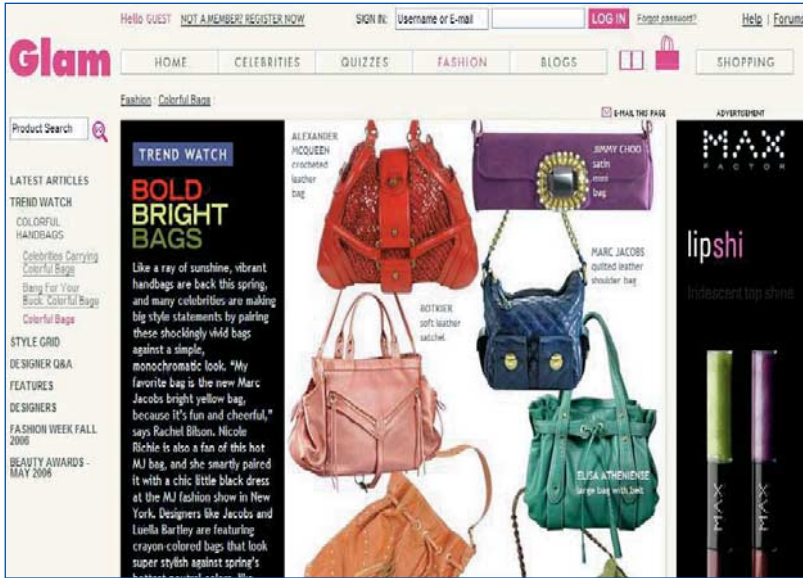 Hello GUEST NOT A MEMBER? REGISTER NOW SIGN IN: Username or E-mail LOG IN Forgot password? Help | Forums
Glam
HOME CELEBRITIES QUIZZES FASHION BLOGS SHOPPING
Fashion : Colorful Bags
E-MAIL THIS PAGE
ADVERTISEMENT
Product Search GO
LATEST ARTICLES
TREND WATCH
COLORFUL
HANDBAGS
Celebrities Carrying
Colorful Bags
Bang For Your
Buck: Colorful Bags
Colorful Bags
STYLE GRID
DESIGNER Q&A
FEATURES
DESIGNERS
FASHION WEEK FALL
2006
BEAUTY AWARDS -
MAY 2006
TREND WATCH
BOLD
BRIGHT
BAGS
Like a ray of sunshine, vibrant
handbags are back this spring,
and many celebrities are making
big style statements by pairing
these shockingly vivid bags
against a simple,
monochromatic look. "My
favorite bag is the new Marc
Jacobs bright yellow bag,
because it's fun and cheerful,"
says Rachel Bilson. Nicole
Richie is also a fan of this hot
MJ bag, and she smartly paired
it with a chic little black dress
at the MJ fashion show in New
York. Designers like Jacobs and
Luella Bartley are featuring
crayon-colored bags that look
super stylish against spring's
hottest neutral colors, like
ALEXANDER
MCQUEEN
crocheted
leather
bag
JIMMY CHOO
satin
mini
bag
MARC JACOBS
quilted leather
shoulder bag
BOTKIER
soft leather
satchel
ELISA ATHENIENSE
large bag with belt
MAX
FACTOR
lipshi
Iridescent top shine
MAX
MAX